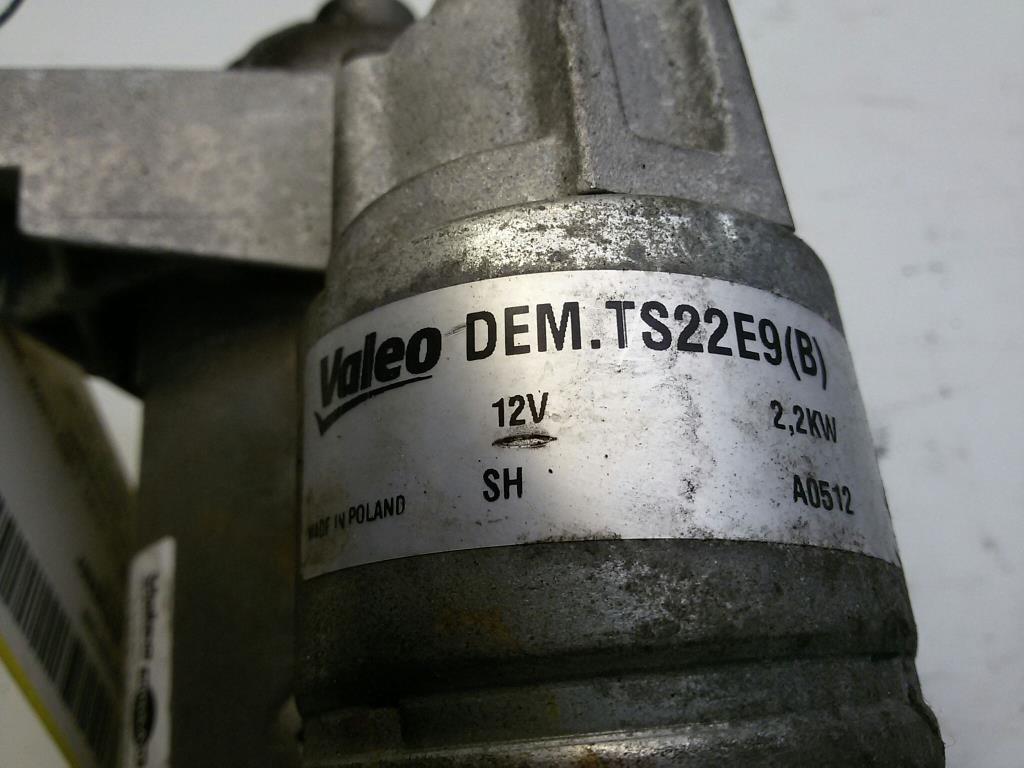 Valeo DEM.TS22E9(B)
12V 2,2KW
SH A0512
MADE IN POLAND